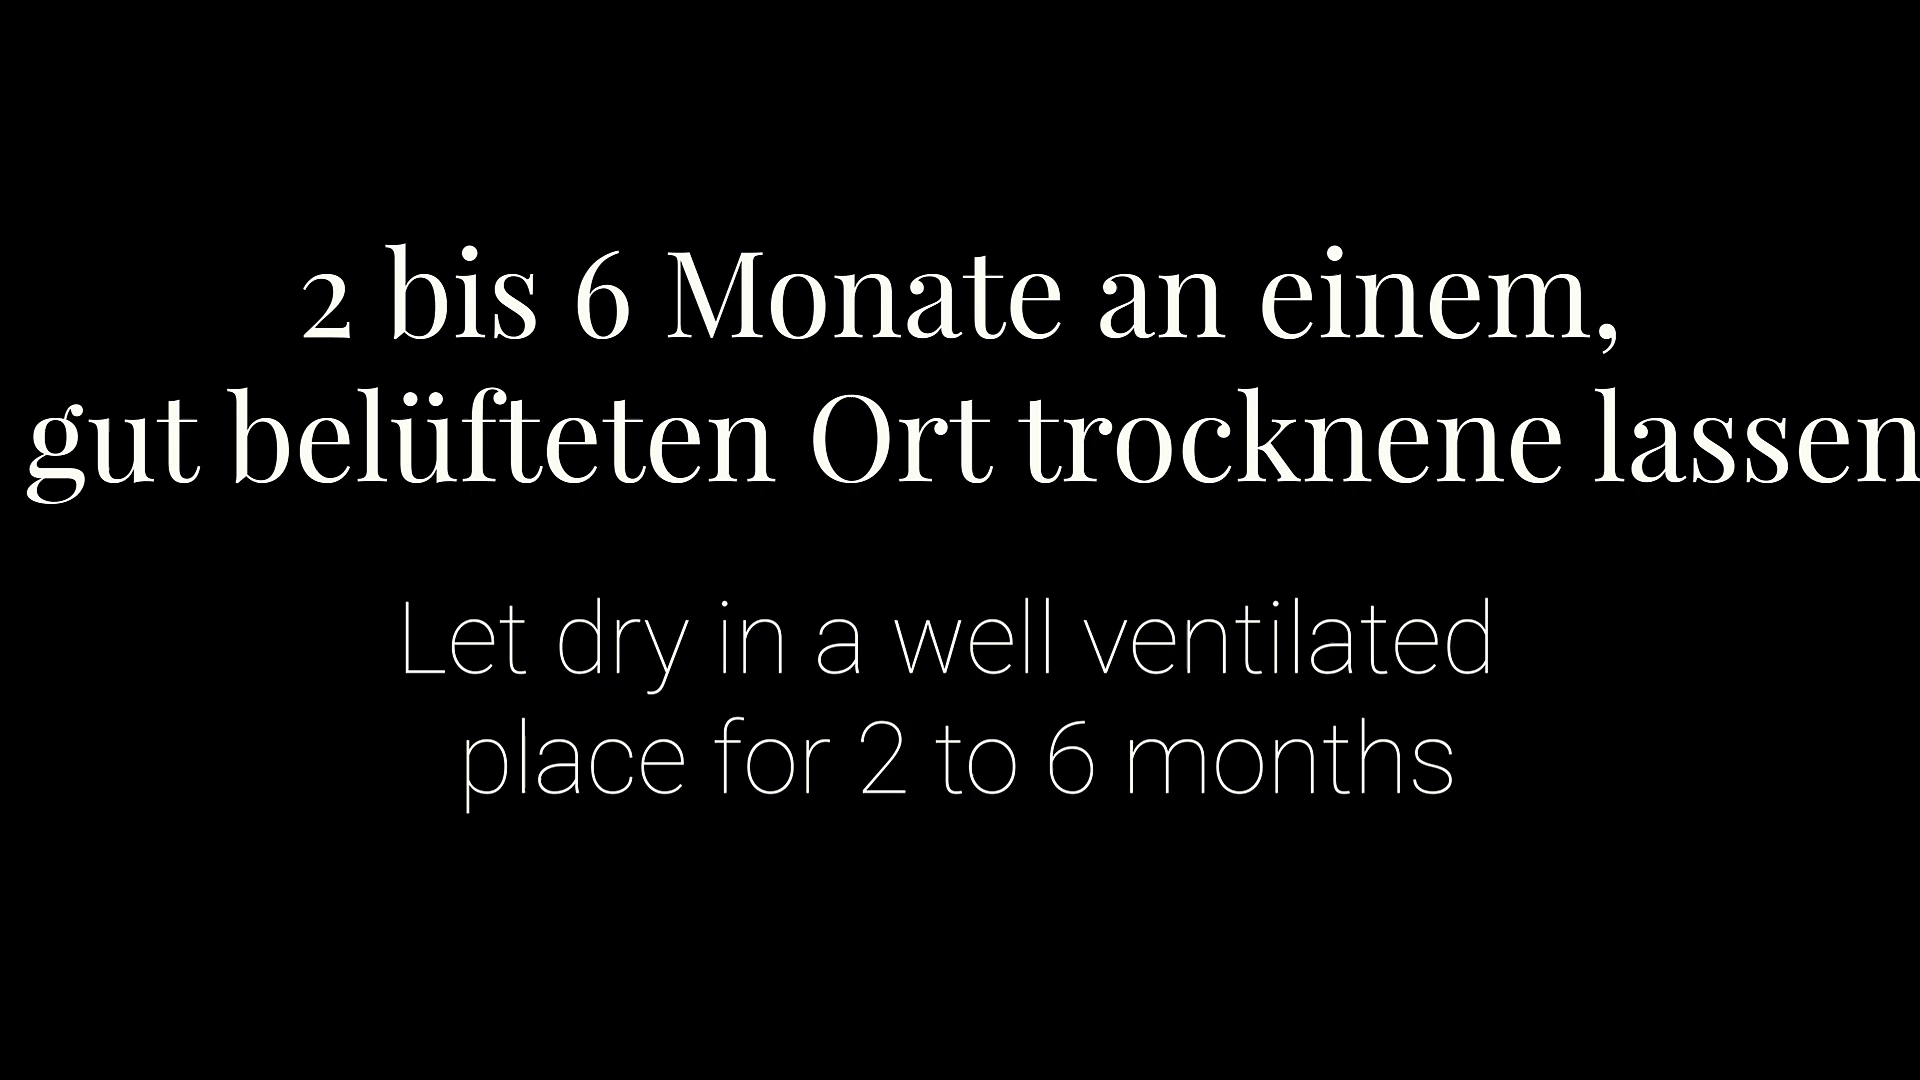 2 bis 6 Monate an einem,
gut belüfteten Ort trocknene lassen
Let dry in a well ventilated
place for 2 to 6 months